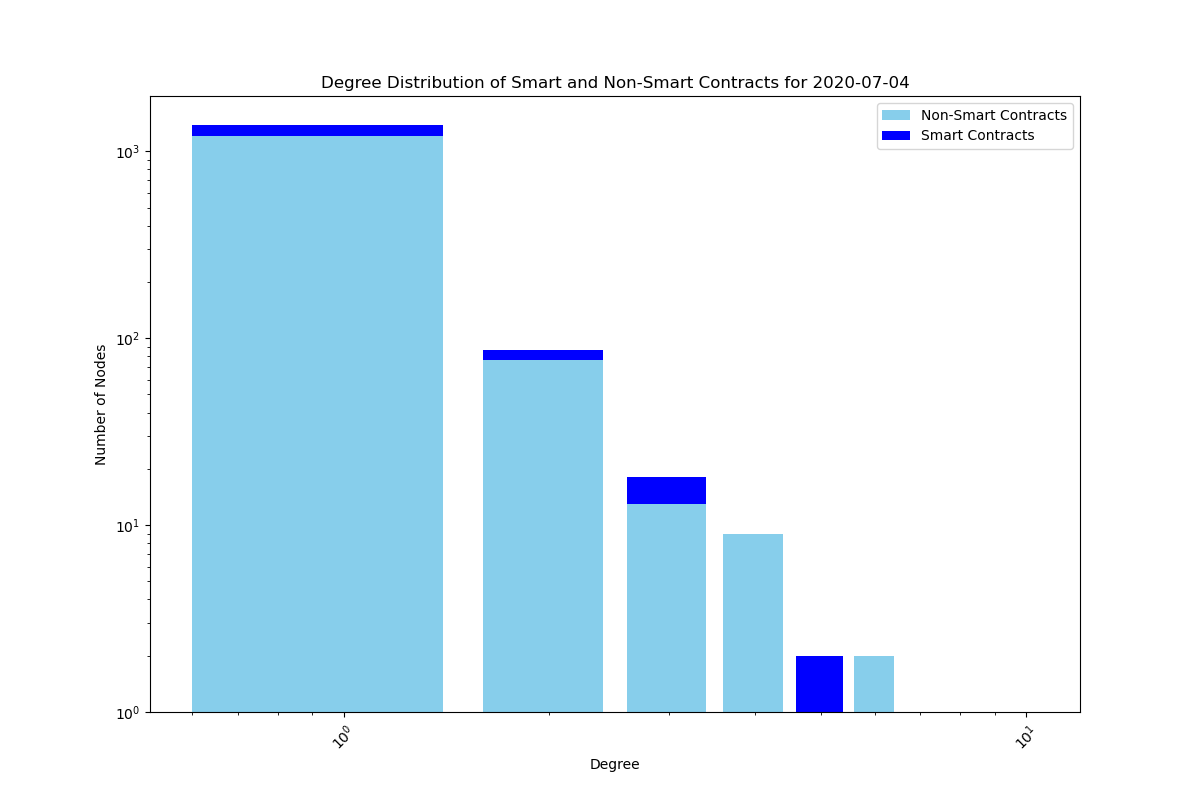 Degree Distribution of Smart and Non-Smart Contracts for 2020-07-04
Non-Smart Contracts
Smart Contracts
10³
10²
10¹
10⁰
Number of Nodes
10⁰
10¹
Degree